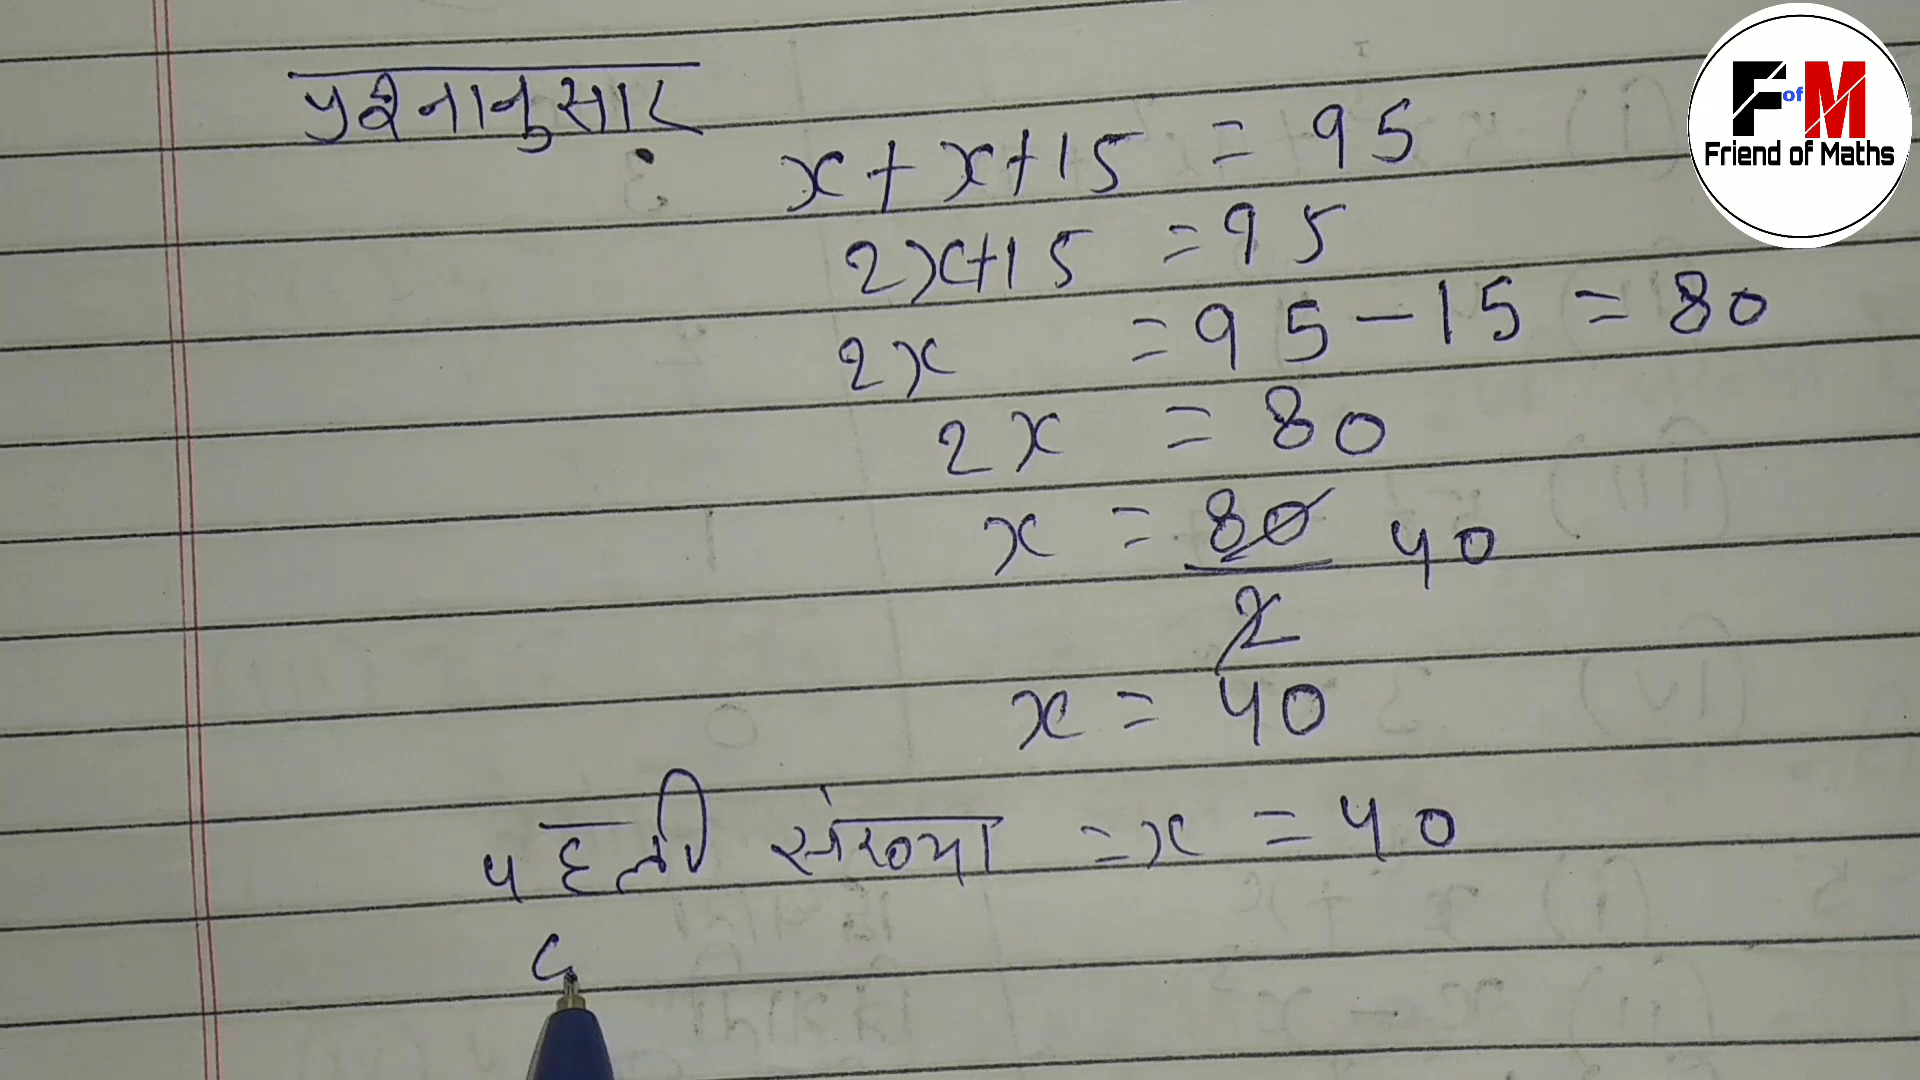 FofM
Friend of Maths
प्रश्नानुसार
x + x + 15 = 95
2x+15 = 95
2x = 95 - 15 = 80
2x = 80
x = 80/2 40
x = 40
पहली संख्या = x = 40